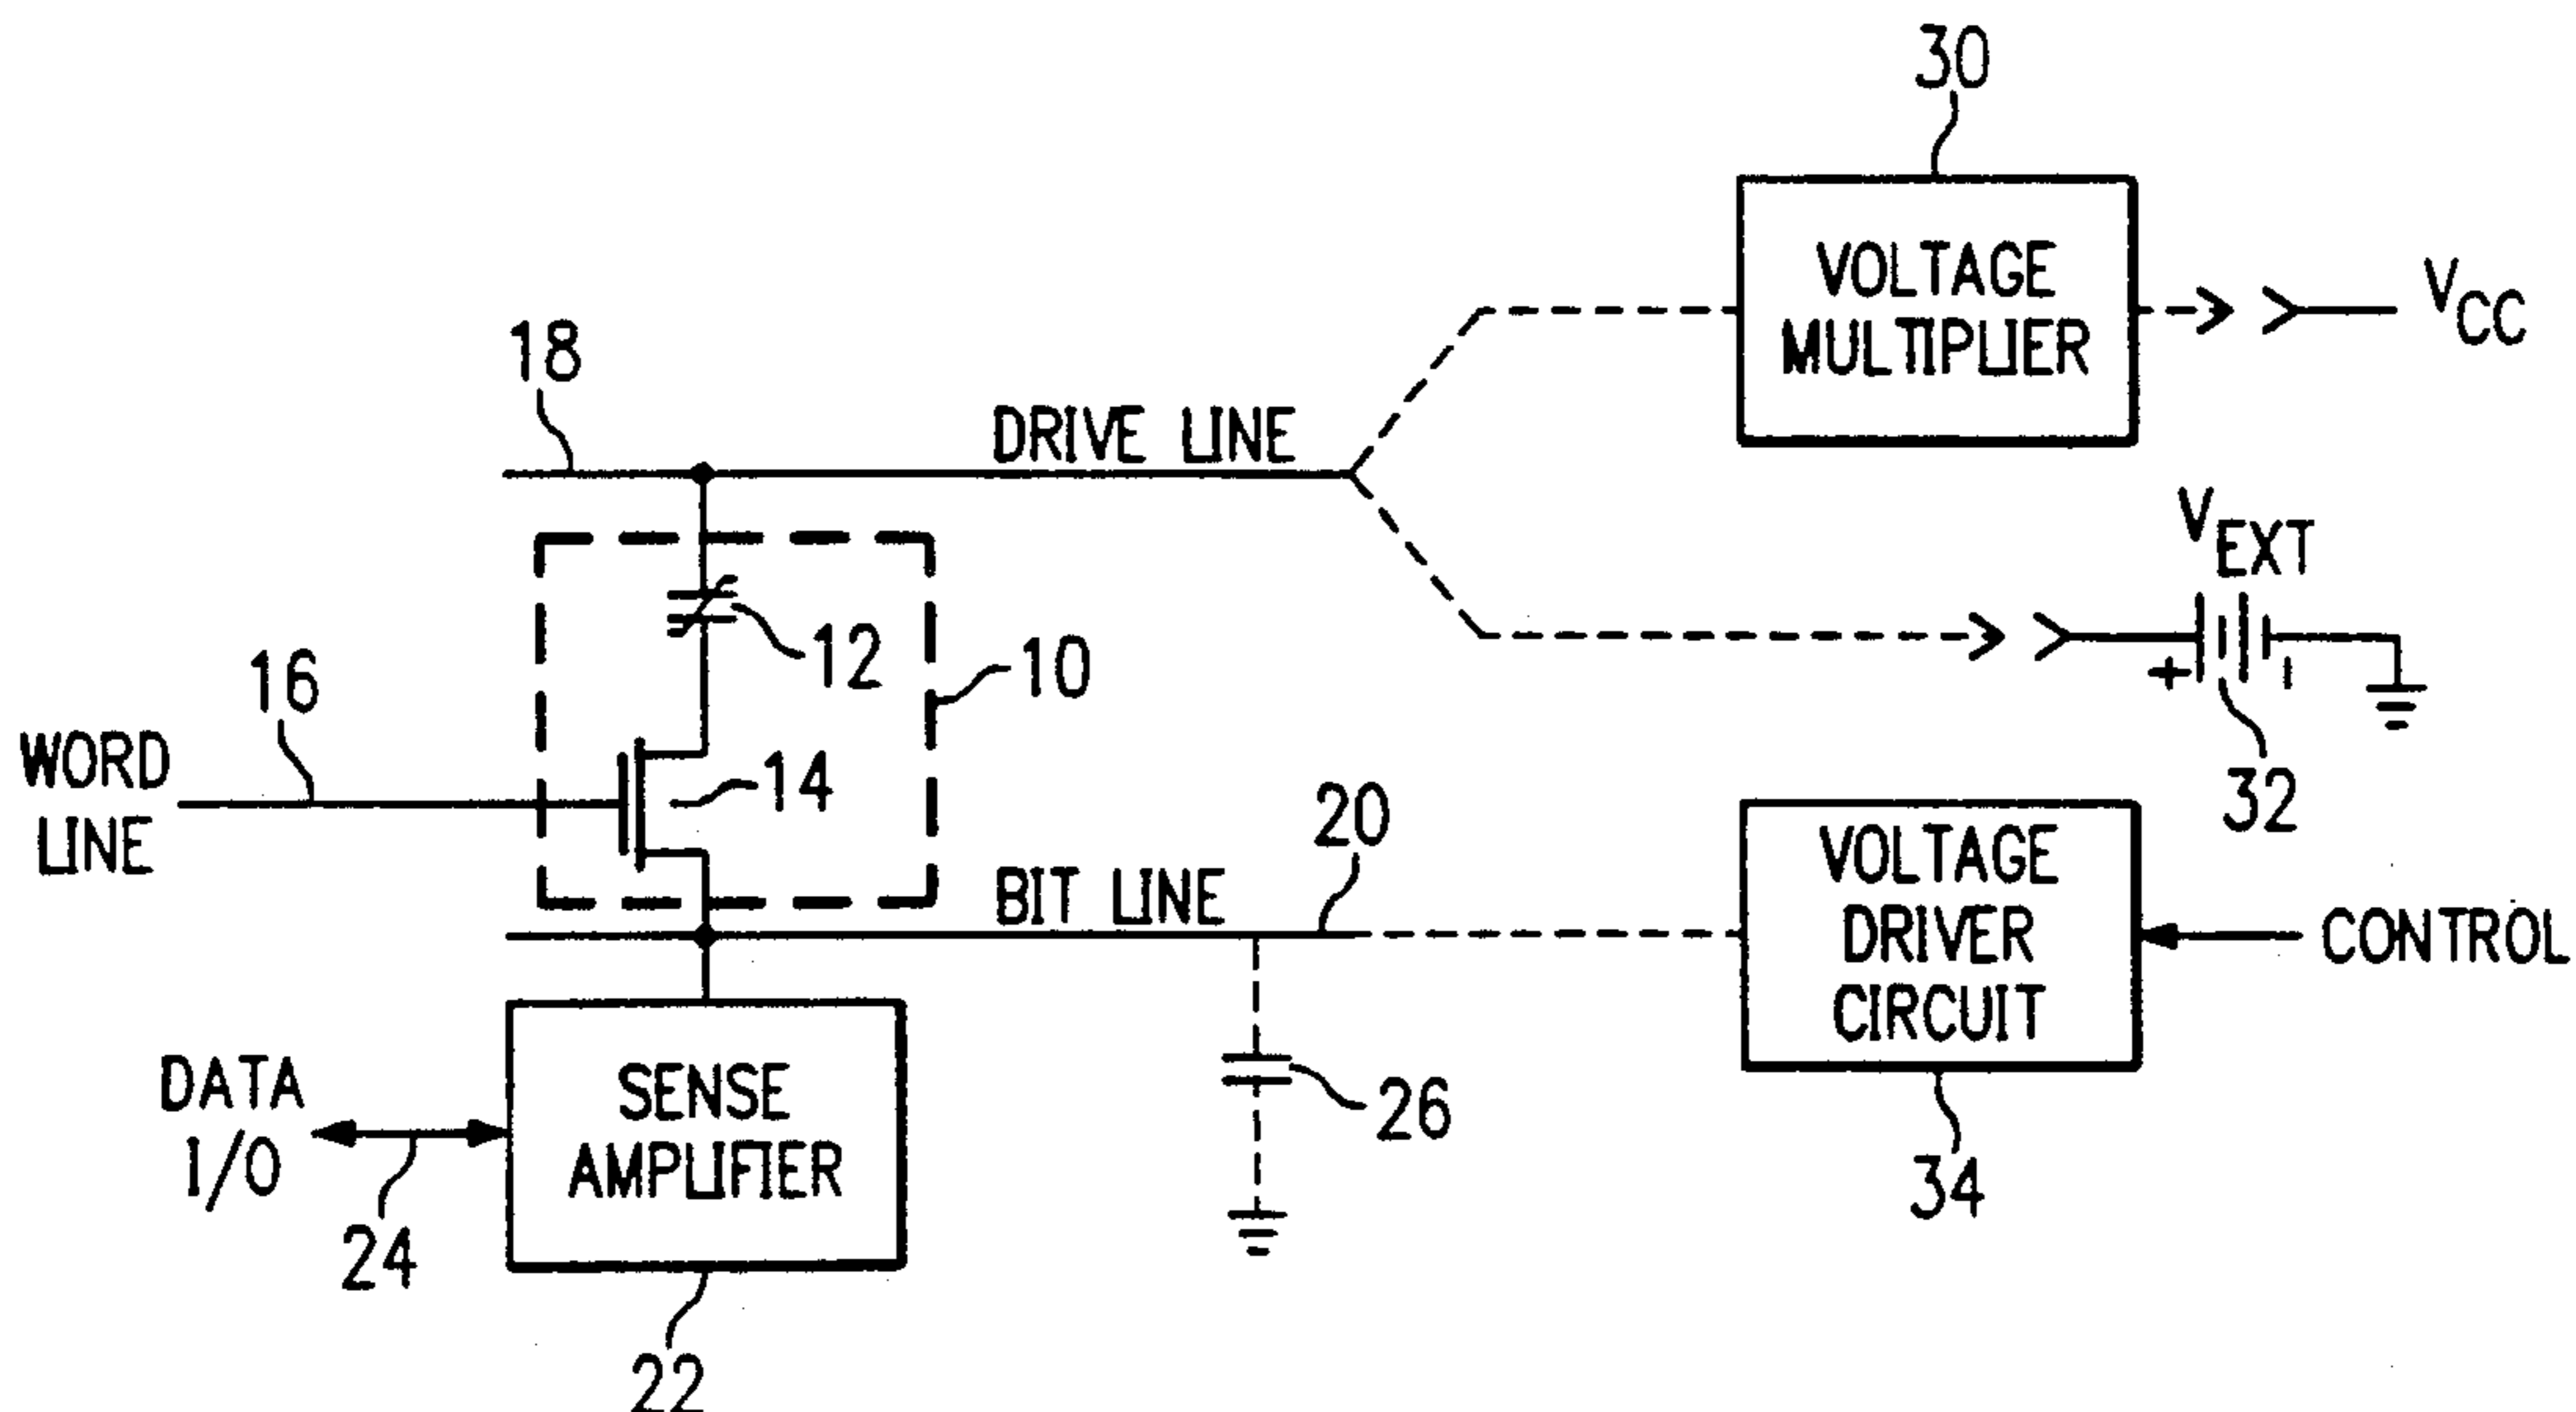 30
VOLTAGE
MULTIPLIER
VCC
18
DRIVE LINE
VEXT
+
-
32
12
10
16
WORD
LINE
14
20
BIT LINE
VOLTAGE
DRIVER
CIRCUIT
CONTROL
34
26
DATA
I/O
24
SENSE
AMPLIFIER
22